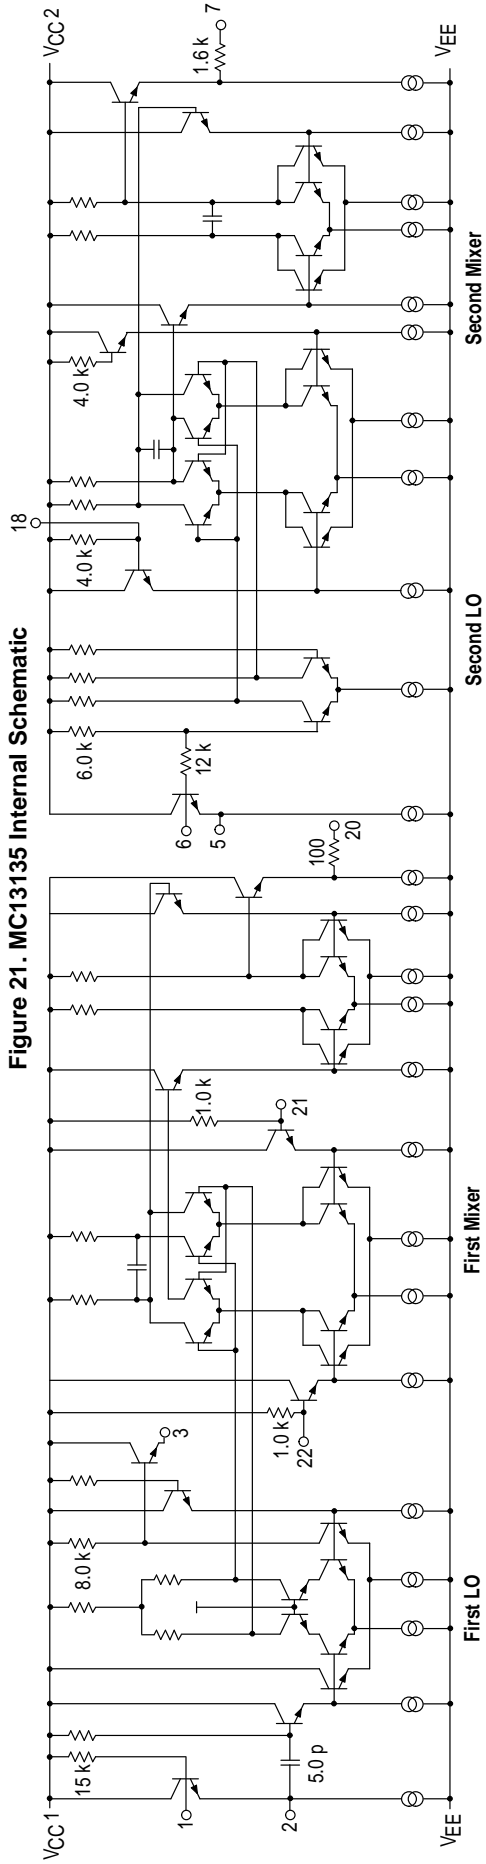 Figure 21. MC13135 Internal Schematic
VCC1
15 k
1
2
5.0 p
8.0 k
3
22
1.0 k
1.0 k
21
100
20
VEE
First LO
First Mixer
6
5
12 k
6.0 k
4.0 k
18
4.0 k
1.6 k
7
VCC2
VEE
Second LO
Second Mixer